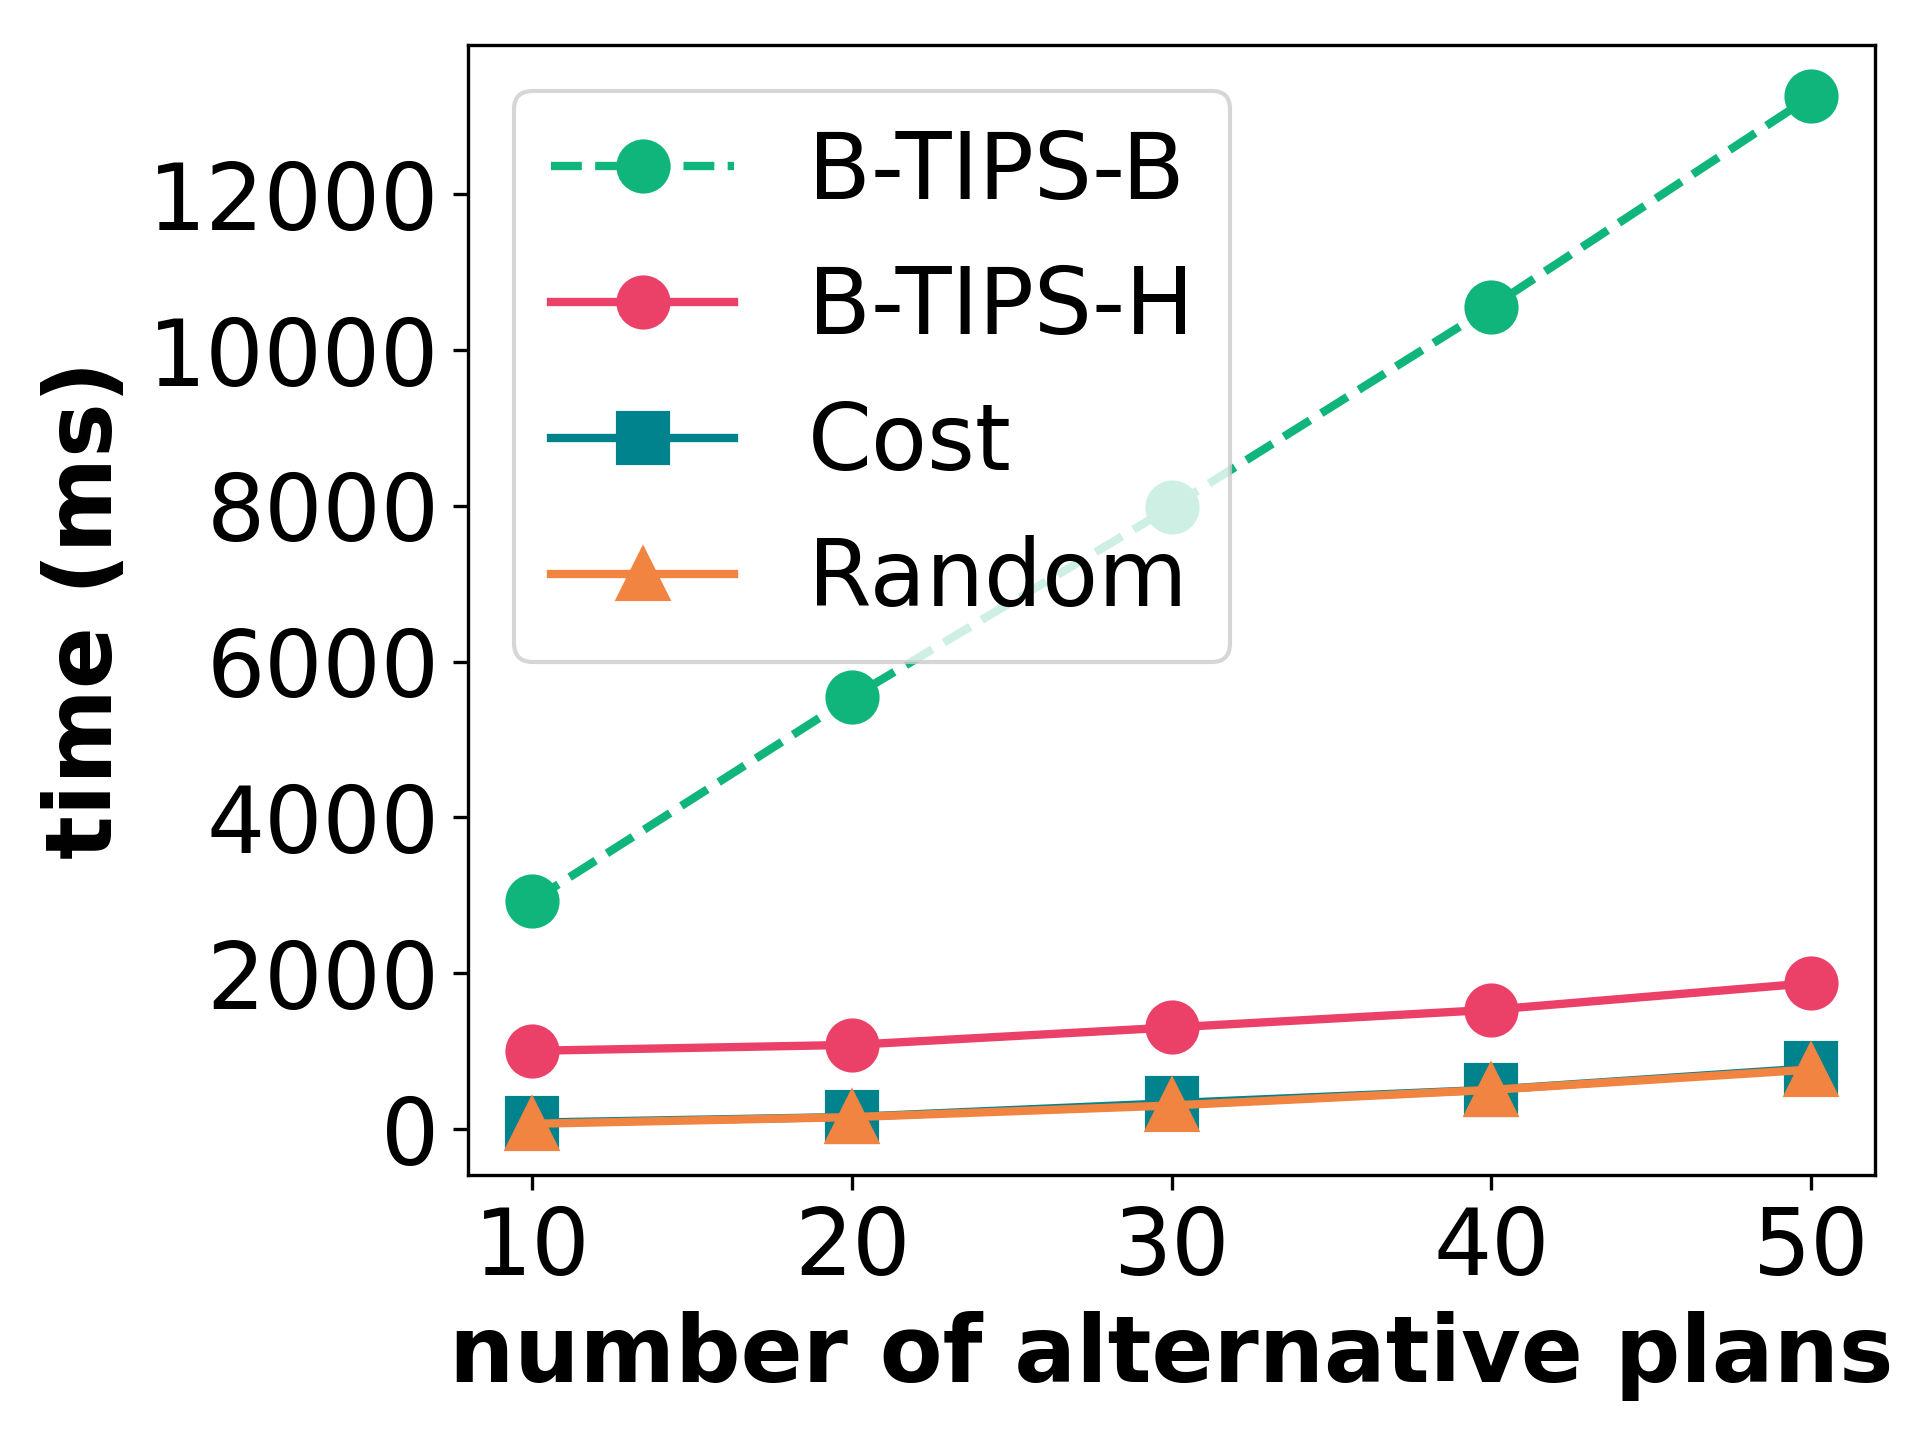 time (ms)
12000
10000
8000
6000
4000
2000
0
B-TIPS-B
B-TIPS-H
Cost
Random
10 20 30 40 50
number of alternative plans